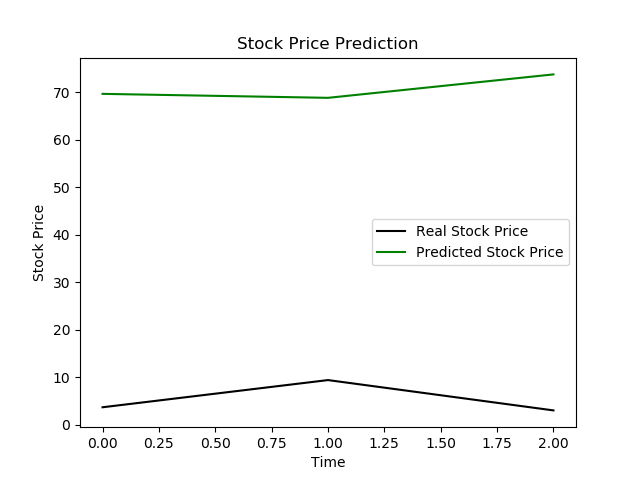 Stock Price Prediction
Stock Price
70
60
50
40
30
20
10
0
Real Stock Price
Predicted Stock Price
0.00 0.25 0.50 0.75 1.00 1.25 1.50 1.75 2.00
Time